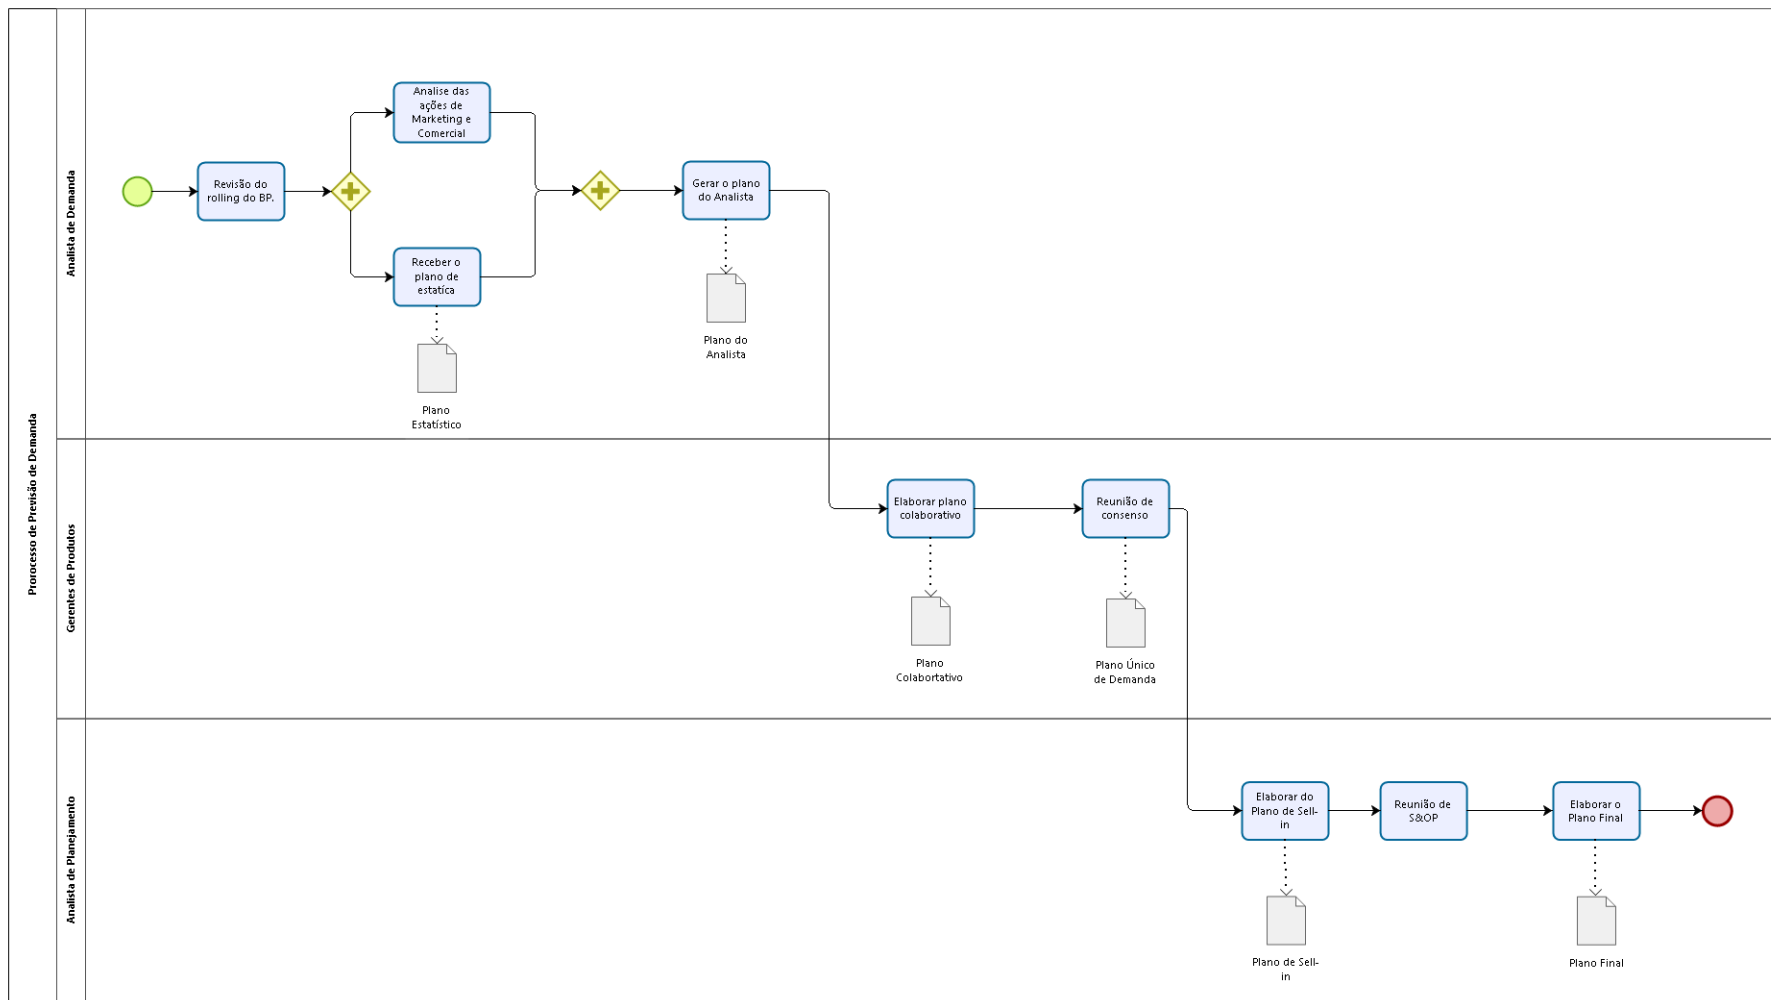 Prorocesso de Previsão de Demanda
Analista de Demanda
Revisão do
rolling do BP.
Analise das
ações de
Marketing e
Comercial
Receber o
plano de
estatíca
Plano
Estatístico
Gerar o plano
do Analista
Plano do
Analista
Gerentes de Produtos
Elaborar plano
colaborativo
Plano
Colabortativo
Reunião de
consenso
Plano Único
de Demanda
Analista de Planejamento
Elaborar do
Plano de Sell-
in
Plano de Sell-
in
Reunião de
S&OP
Elaborar o
Plano Final
Plano Final